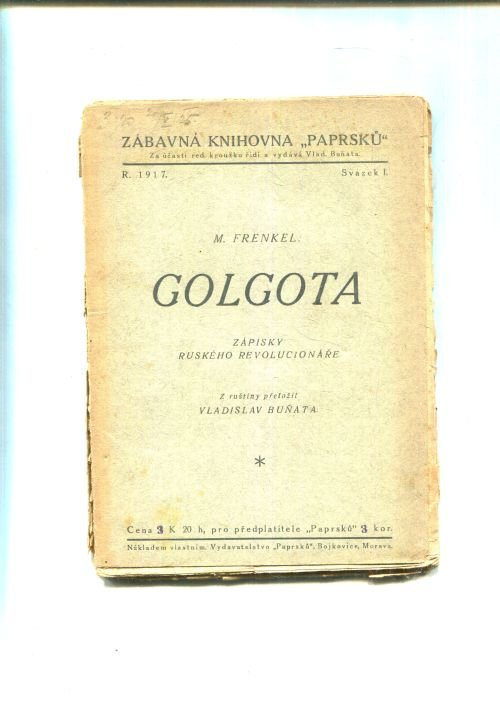 ZÁBAVNÁ KNIHOVNA „PAPRSKŮ“
Za účasti red. kroužku řídí a vydává Vlad. Buňata.
R. 1917. Svazek I.
M. FRENKEL:
GOLGOTA
ZÁPISKY
RUSKÉHO REVOLUCIONÁŘE
Z ruštiny přeložil
VLADISLAV BUŇATA
*
Cena 3 K 20 h, pro předplatitele „Paprsků“ 3 kor.
Nákladem vlastním. Vydavatelstvo „Paprsků“, Bojkovice, Morava.